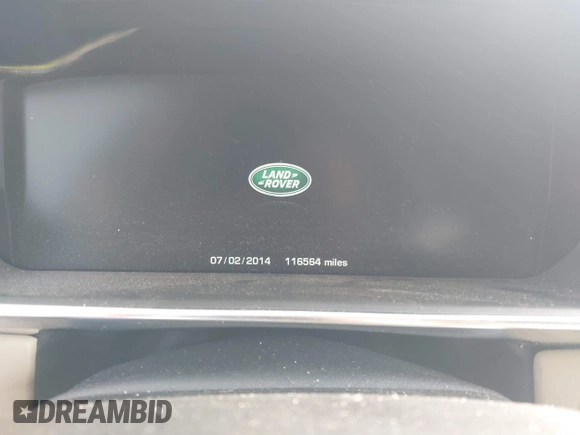 LAND
ROVER
07/02/2014 116564 miles
DREAMBID